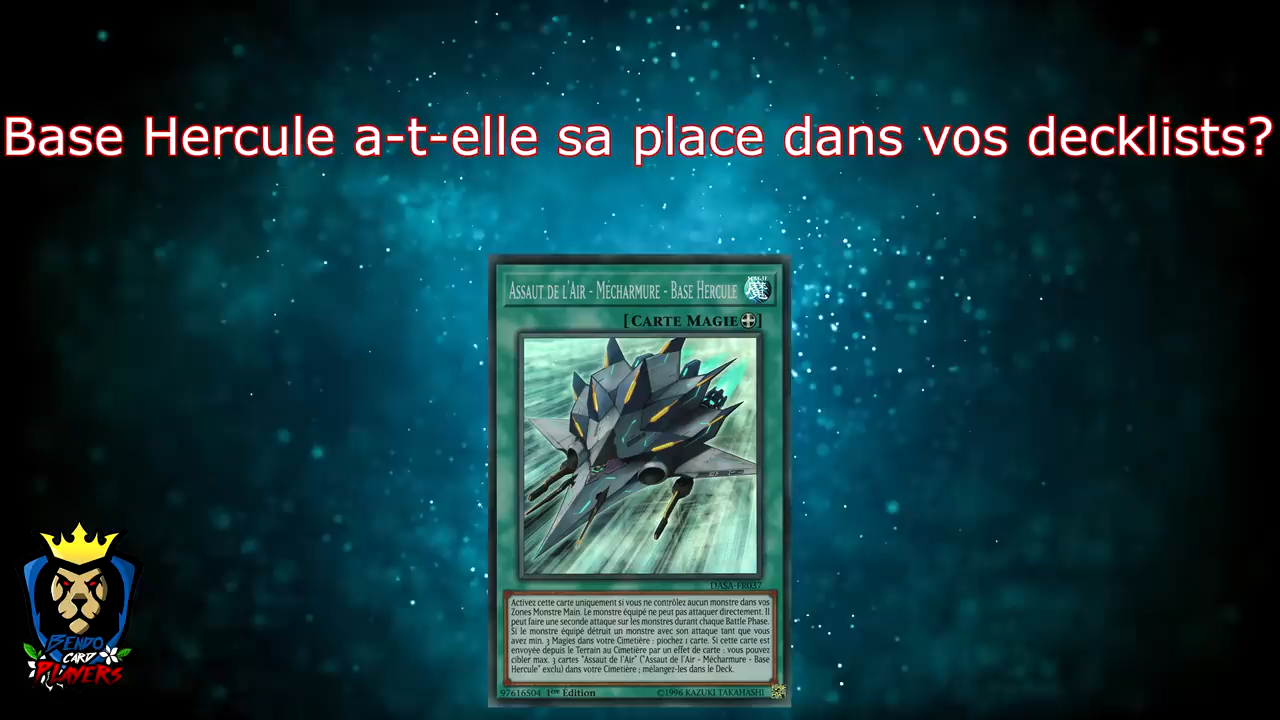 Base Hercule a-t-elle sa place dans vos decklists?
Assaut de l'Air - Mécharmure - Base Hercule
[Carte Magie]
DASA-FR037
Activez cette carte uniquement si vous ne contrôlez aucun monstre dans vos
Zones Monstre Main. Le monstre équipé ne peut pas attaquer directement. Il
peut faire une seconde attaque sur les monstres durant chaque Battle Phase.
Si le monstre équipé détruit un monstre avec son attaque tant que vous
avez min. 3 Magies dans votre Cimetière : piochez 1 carte. Si cette carte est
envoyée depuis le Terrain au Cimetière par un effet de carte : vous pouvez
cibler max. 3 cartes "Assaut de l'Air" ("Assaut de l'Air - Mécharmure - Base
Hercule" exclu) dans votre Cimetière ; mélangez-les dans le Deck.
97616504 1ère Édition ©1996 KAZUKI TAKAHASHI
Bendo
Card
Players